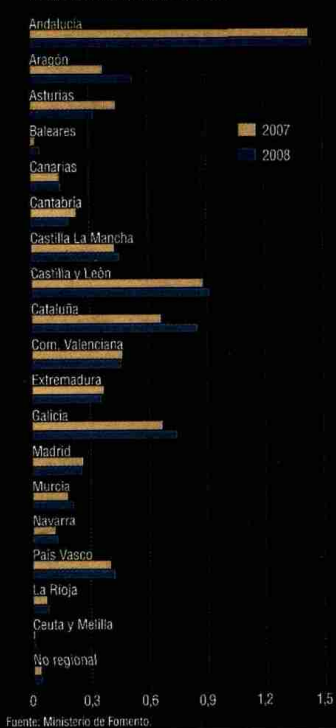 Andalucía
Aragón
Asturias
Baleares
2007
2008
Canarias
Cantabria
Castilla La Mancha
Castilla y León
Cataluña
Com. Valenciana
Extremadura
Galicia
Madrid
Murcia
Navarra
País Vasco
La Rioja
Ceuta y Melilla
No regional
0 0,3 0,6 0,9 1,2 1,5
Fuente: Ministerio de Fomento.